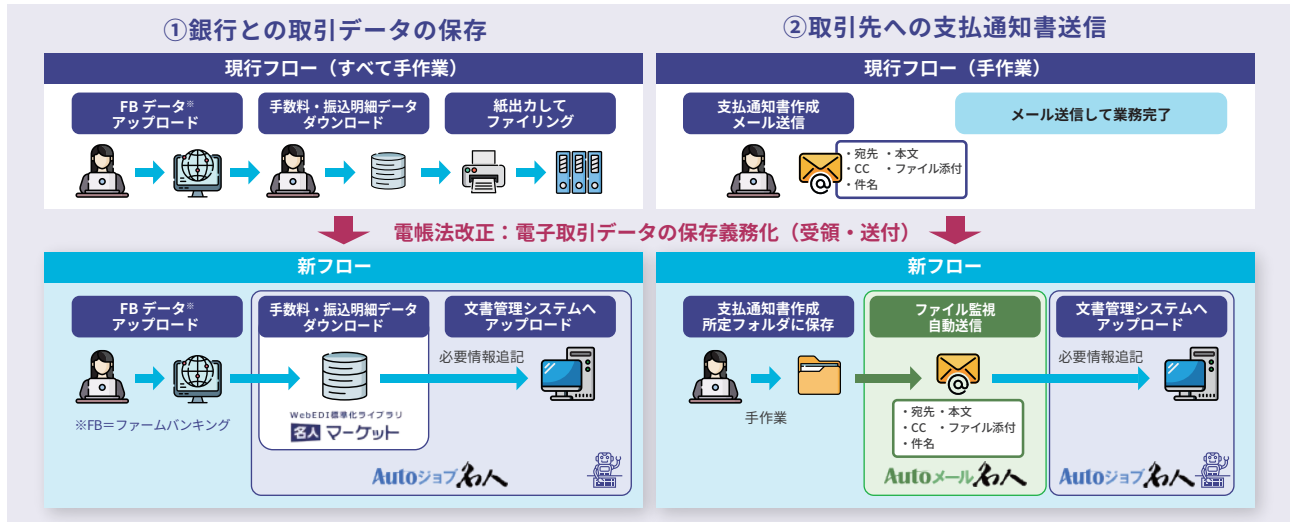 ①銀行との取引データの保存
現行フロー（すべて手作業）
FB データ※
アップロード
手数料・振込明細データ
ダウンロード
紙出力して
ファイリング
②取引先への支払通知書送信
現行フロー（手作業）
支払通知書作成
メール送信
メール送信して業務完了
・宛先 ・本文
・CC ・ファイル添付
・件名
電帳法改正：電子取引データの保存義務化（受領・送付）
新フロー
FB データ※
アップロード
手数料・振込明細データ
ダウンロード
文書管理システムへ
アップロード
必要情報追記
※FB＝ファームバンキング
WebEDI標準化ライブラリ
名人 マーケット
Autoジョブ名人
新フロー
支払通知書作成
所定フォルダに保存
ファイル監視
自動送信
文書管理システムへ
アップロード
必要情報追記
手作業
・宛先 ・本文
・CC ・ファイル添付
・件名
Autoメール名人
Autoジョブ名人